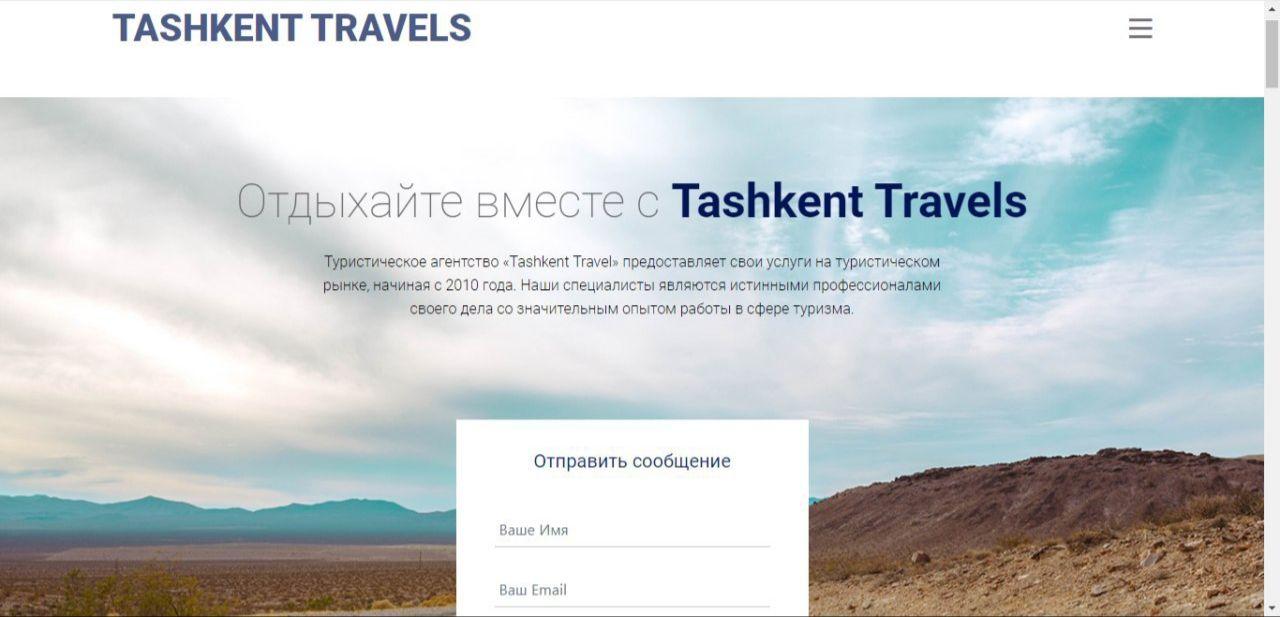 TASHKENT TRAVELS
Отдыхайте вместе с Tashkent Travels
Туристическое агентство «Tashkent Travel» предоставляет свои услуги на туристическом
рынке, начиная с 2010 года. Наши специалисты являются истинными профессионалами
своего дела со значительным опытом работы в сфере туризма.
Отправить сообщение
Ваше Имя
Ваш Email